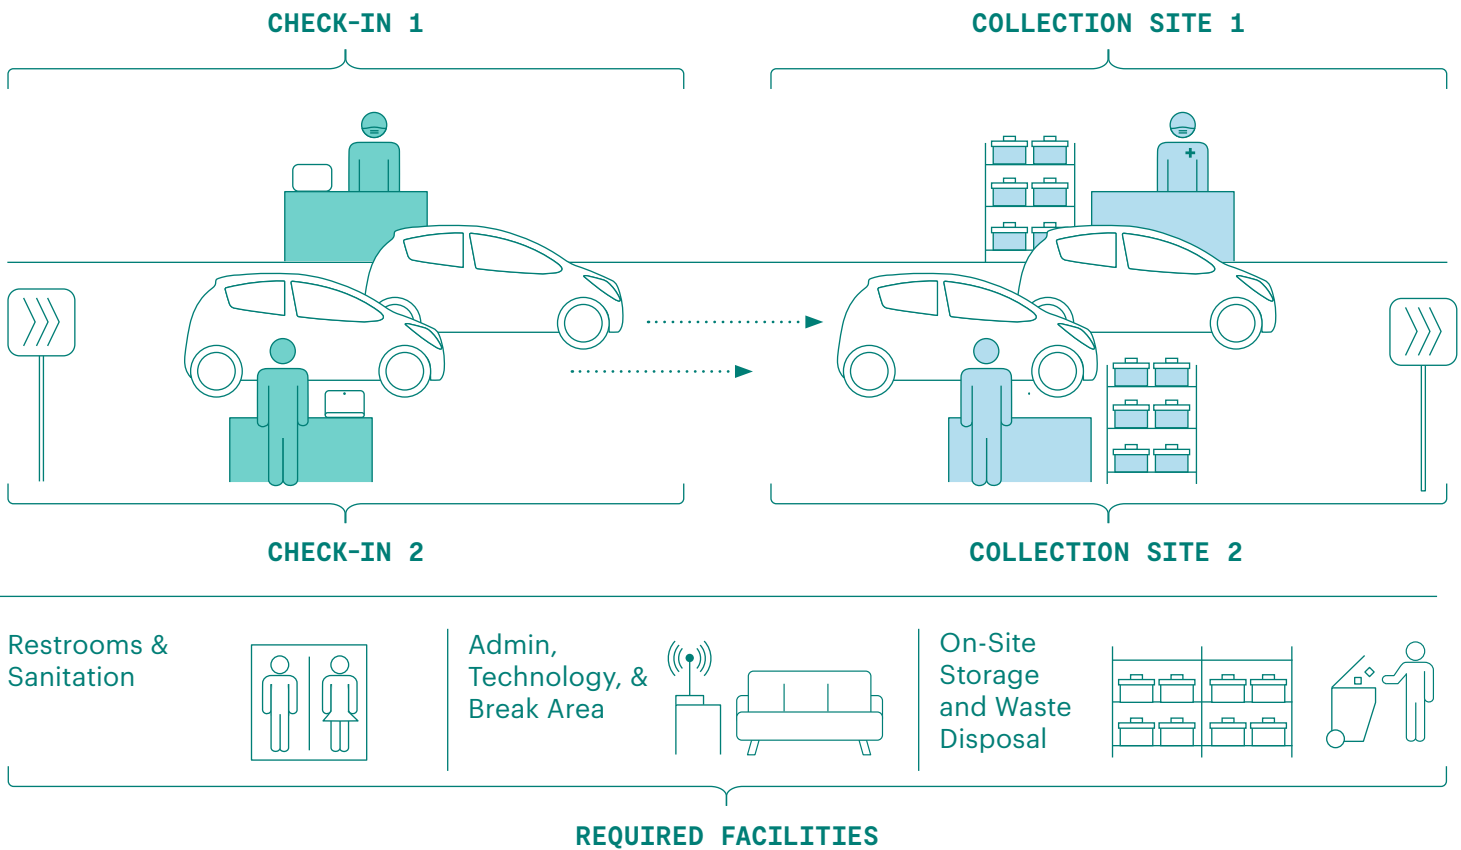 CHECK-IN 1
COLLECTION SITE 1
CHECK-IN 2
COLLECTION SITE 2
Restrooms &
Sanitation
Admin,
Technology, &
Break Area
On-Site
Storage
and Waste
Disposal
REQUIRED FACILITIES